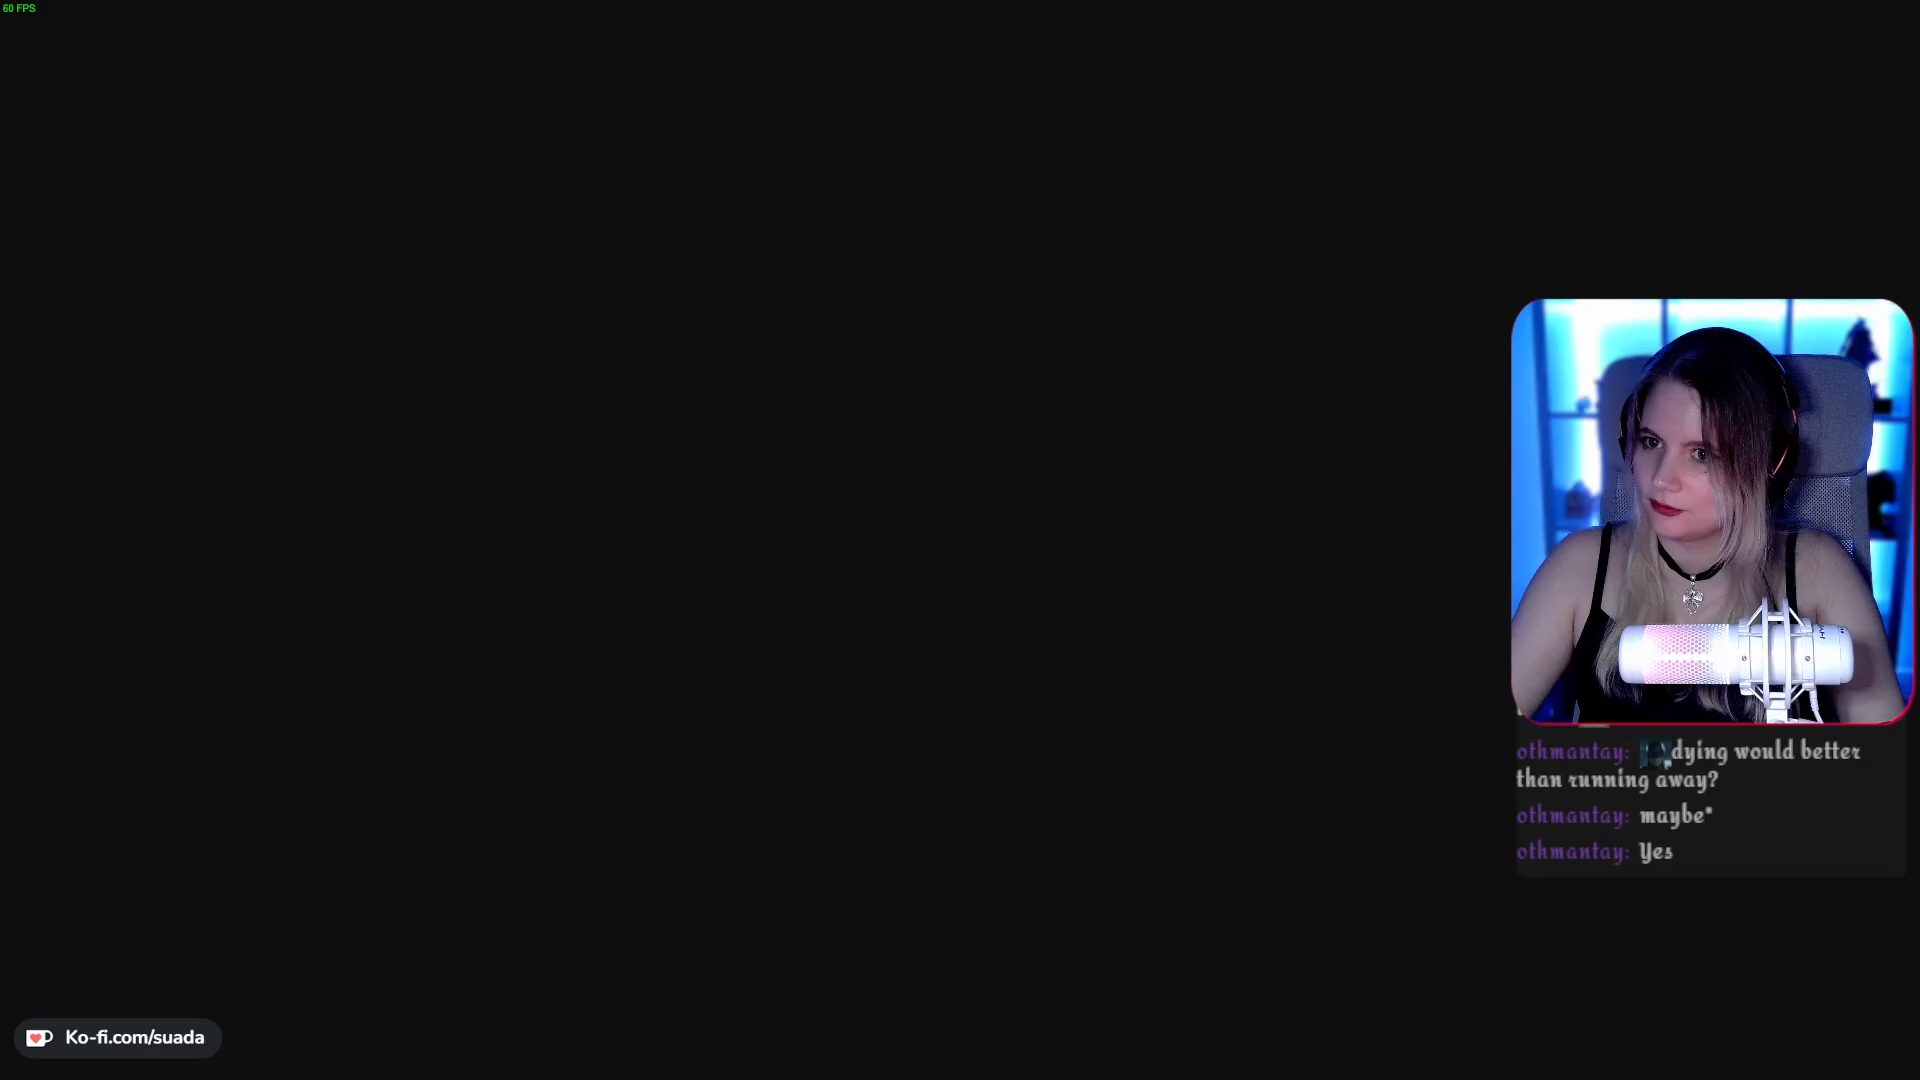 60 FPS
othmantay: dying would better
than running away?
othmantay: maybe*
othmantay: Yes
Ko-fi.com/suada